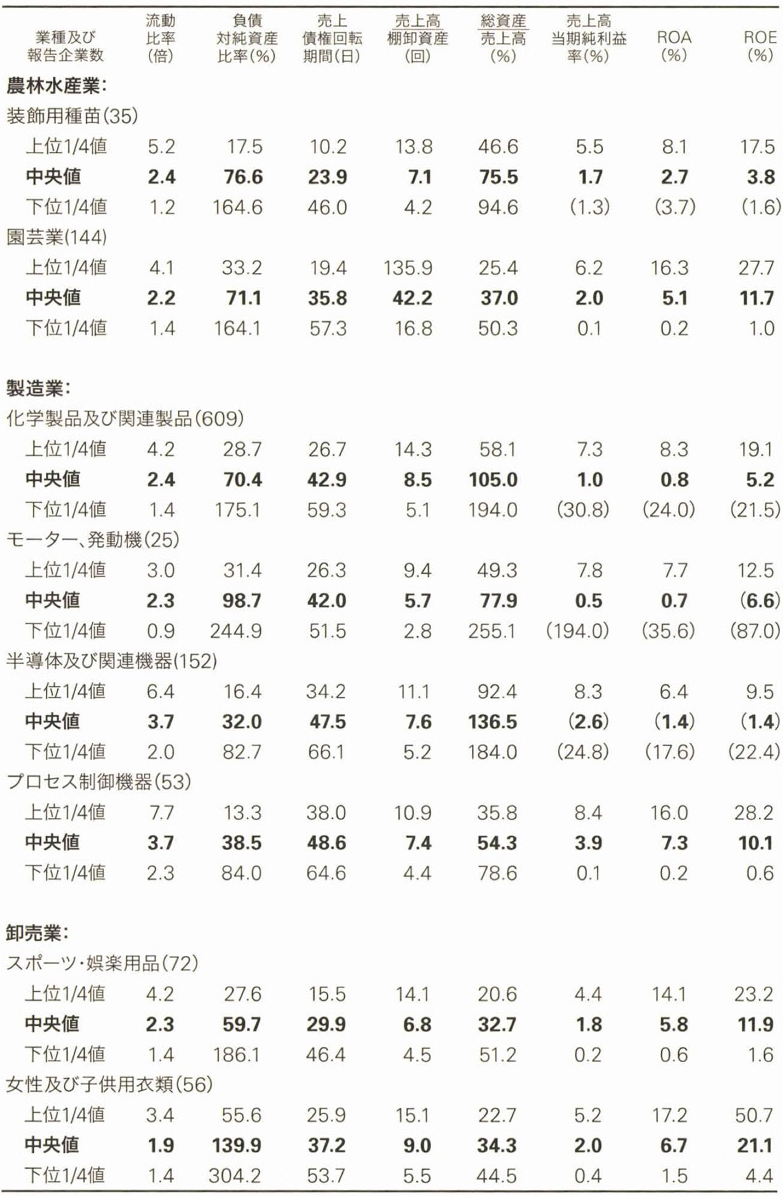 業種及び 報告企業数 流動 比率 (倍) 負債 対純資産 比率(%) 売上 債権回転 期間(日) 売上高 棚卸資産 (回) 総資産 売上高 (%) 売上高 当期純利益 率(%) ROA (%) ROE (%)
農林水産業：
装飾用種苗(35)
上位1/4値 5.2 17.5 10.2 13.8 46.6 5.5 8.1 17.5
中央値 2.4 76.6 23.9 7.1 75.5 1.7 2.7 3.8
下位1/4値 1.2 164.6 46.0 4.2 94.6 (1.3) (3.7) (1.6)
園芸業(144)
上位1/4値 4.1 33.2 19.4 135.9 25.4 6.2 16.3 27.7
中央値 2.2 71.1 35.8 42.2 37.0 2.0 5.1 11.7
下位1/4値 1.4 164.1 57.3 16.8 50.3 0.1 0.2 1.0
製造業：
化学製品及び関連製品(609)
上位1/4値 4.2 28.7 26.7 14.3 58.1 7.3 8.3 19.1
中央値 2.4 70.4 42.9 8.5 105.0 1.0 0.8 5.2
下位1/4値 1.4 175.1 59.3 5.1 194.0 (30.8) (24.0) (21.5)
モーター、発動機(25)
上位1/4値 3.0 31.4 26.3 9.4 49.3 7.8 7.7 12.5
中央値 2.3 98.7 42.0 5.7 77.9 0.5 0.7 (6.6)
下位1/4値 0.9 244.9 51.5 2.8 255.1 (194.0) (35.6) (87.0)
半導体及び関連機器(152)
上位1/4値 6.4 16.4 34.2 11.1 92.4 8.3 6.4 9.5
中央値 3.7 32.0 47.5 7.6 136.5 (2.6) (1.4) (1.4)
下位1/4値 2.0 82.7 66.1 5.2 184.0 (24.8) (17.6) (22.4)
プロセス制御機器(53)
上位1/4値 7.7 13.3 38.0 10.9 35.8 8.4 16.0 28.2
中央値 3.7 38.5 48.6 7.4 54.3 3.9 7.3 10.1
下位1/4値 2.3 84.0 64.6 4.4 78.6 0.1 0.2 0.6
卸売業：
スポーツ・娯楽用品(72)
上位1/4値 4.2 27.6 15.5 14.1 20.6 4.4 14.1 23.2
中央値 2.3 59.7 29.9 6.8 32.7 1.8 5.8 11.9
下位1/4値 1.4 186.1 46.4 4.5 51.2 0.2 0.6 1.6
女性及び子供用衣類(56)
上位1/4値 3.4 55.6 25.9 15.1 22.7 5.2 17.2 50.7
中央値 1.9 139.9 37.2 9.0 34.3 2.0 6.7 21.1
下位1/4値 1.4 304.2 53.7 5.5 44.5 0.4 1.5 4.4